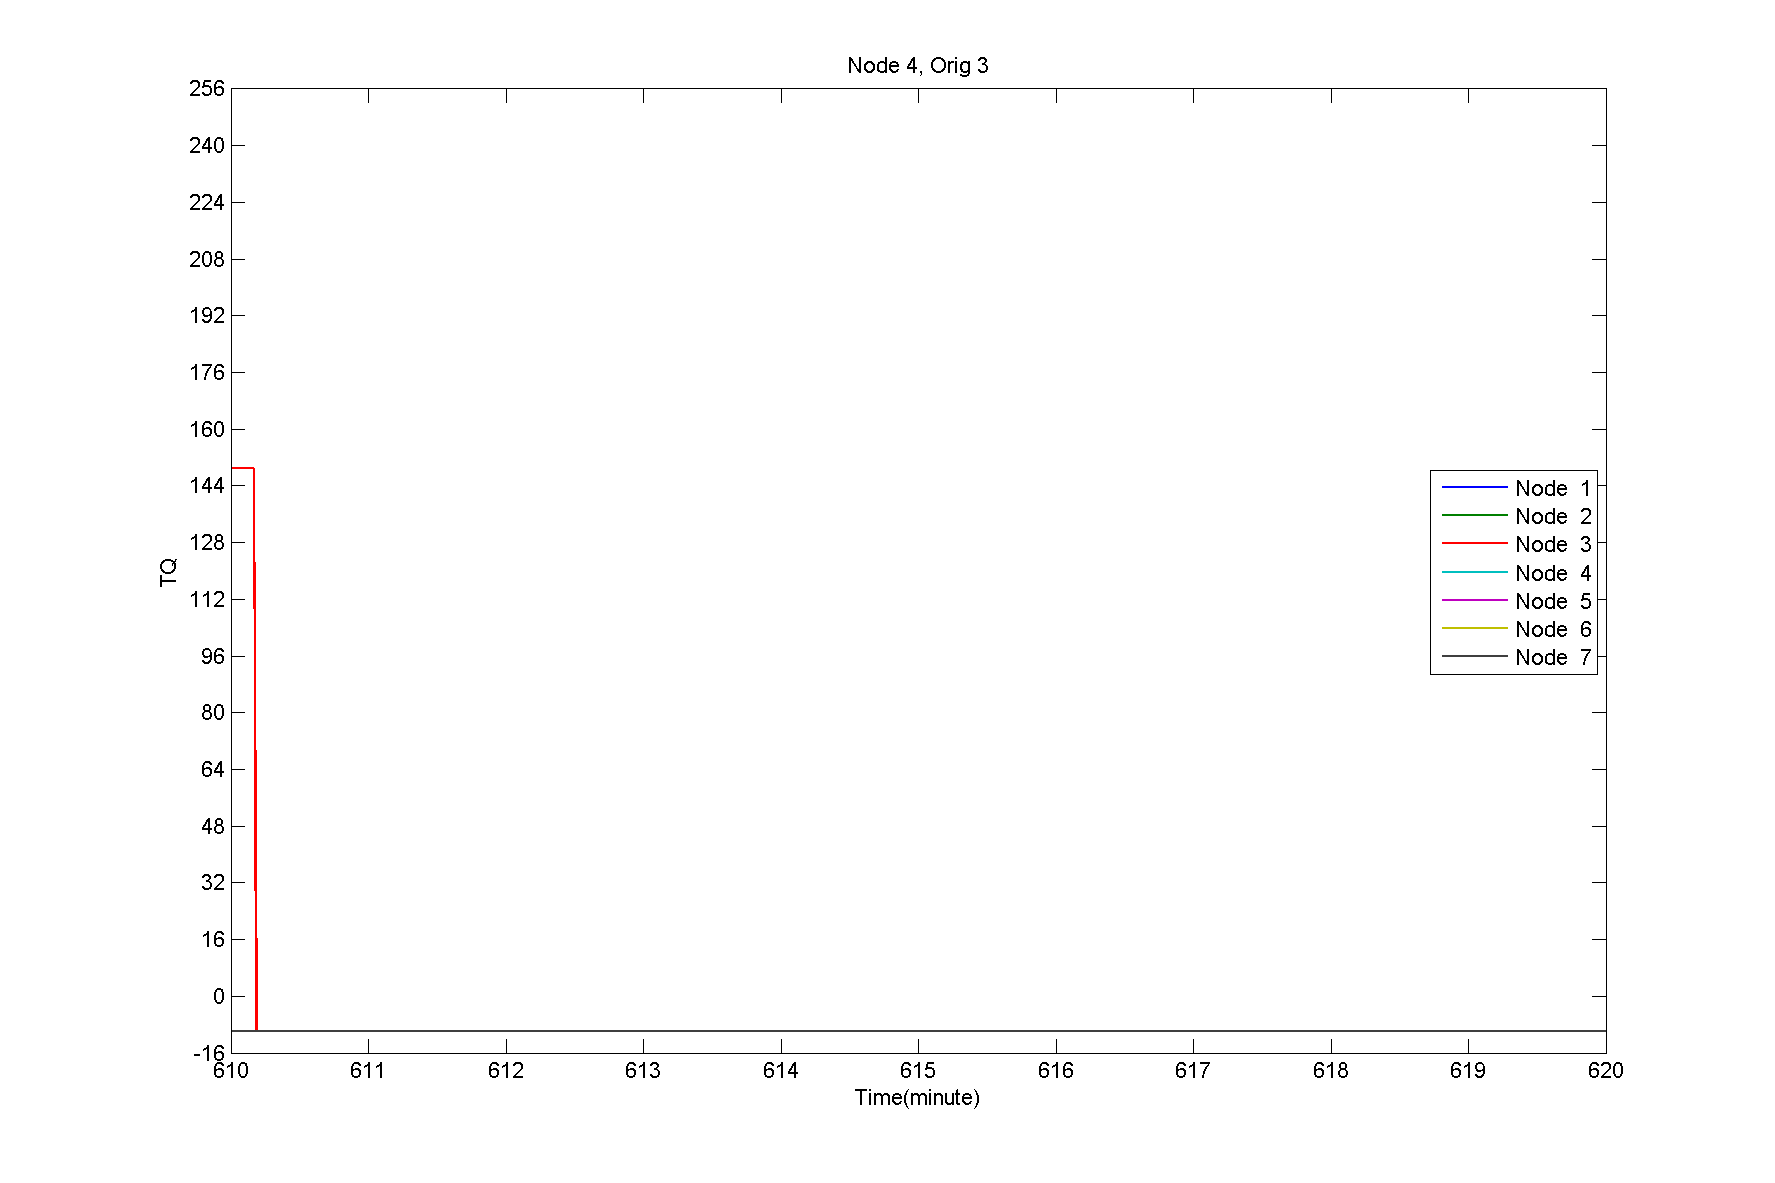 Node 4, Orig 3
256
240
224
208
192
176
160
144
128
112
96
80
64
48
32
16
0
-16
TQ
Node 1
Node 2
Node 3
Node 4
Node 5
Node 6
Node 7
610 611 612 613 614 615 616 617 618 619 620
Time(minute)